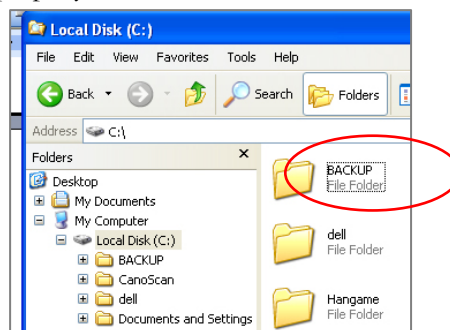 Local Disk (C:)
File Edit View Favorites Tools Help
Back Search Folders
Address C:\
Folders
Desktop
My Documents
My Computer
Local Disk (C:)
BACKUP
CanoScan
dell
Documents and Settings
BACKUP
File Folder
dell
File Folder
Hangame
File Folder